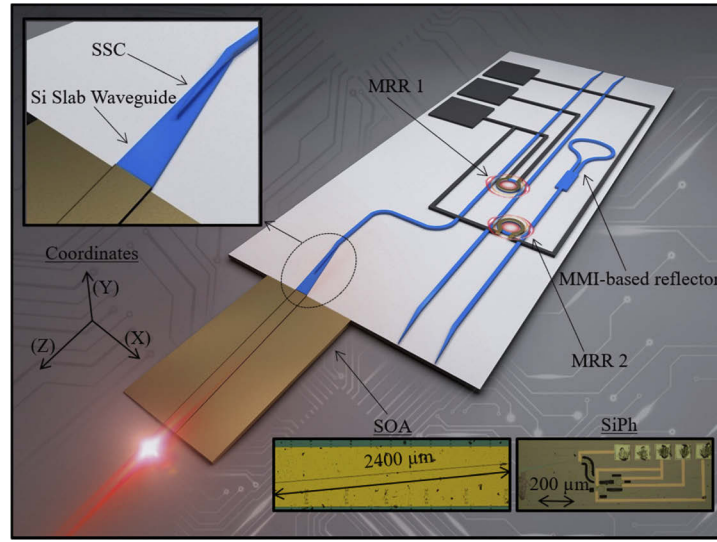 SSC
Si Slab Waveguide
MRR 1
Coordinates
(Y)
(Z)
(X)
MMI-based reflector
MRR 2
SOA
SiPh
2400 μm
200 μm